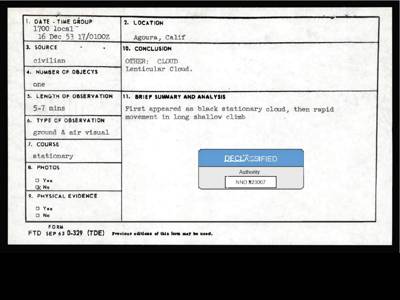 1. DATE - TIME GROUP
1700 local
16 Dec 53 17/0100Z
2. LOCATION
Agoura, Calif
3. SOURCE
civilian
10. CONCLUSION
OTHER: CLOUD
Lenticular Cloud.
4. NUMBER OF OBJECTS
one
5. LENGTH OF OBSERVATION
5-7 mins
11. BRIEF SUMMARY AND ANALYSIS
First appeared as black stationary cloud, then rapid
movement in long shallow climb
6. TYPE OF OBSERVATION
ground & air visual
7. COURSE
stationary
8. PHOTOS
Yes
No
9. PHYSICAL EVIDENCE
Yes
No
DECLASSIFIED
Authority
NND
FORM
FTD SEP 63 0-329 (TDE) Previous editions of this form may be used.